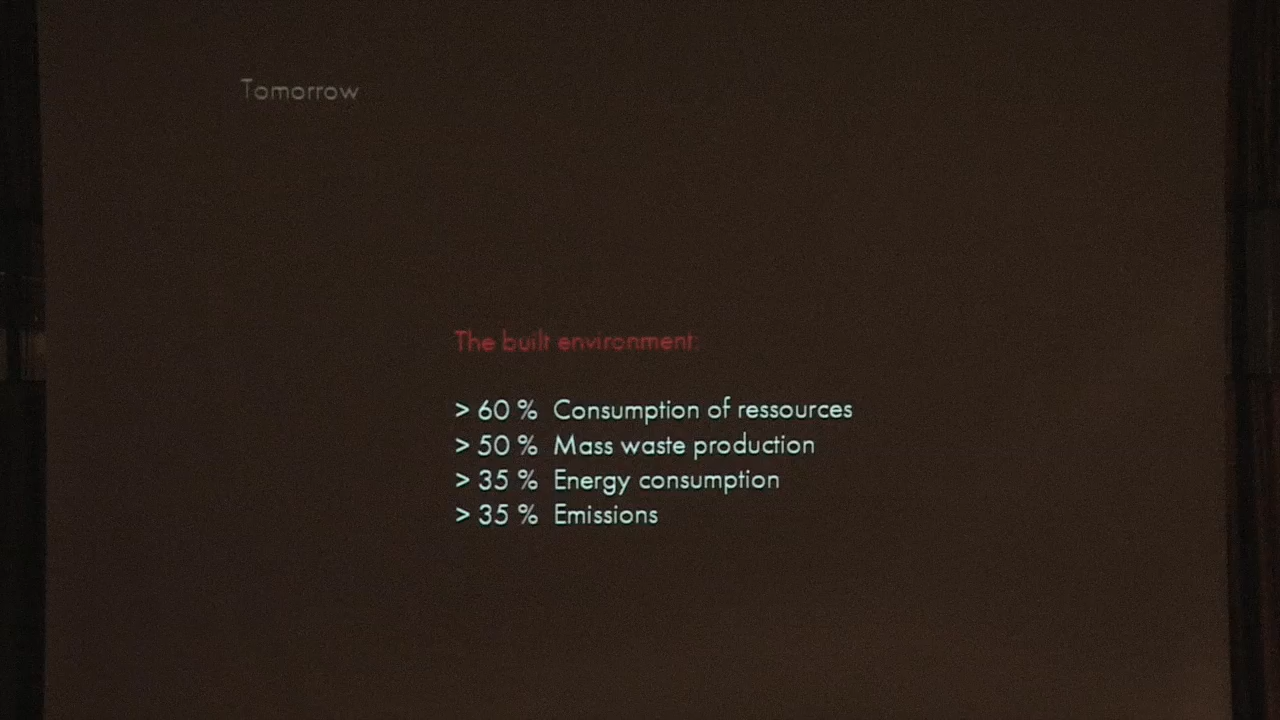 Tomorrow
The built environment:
> 60 % Consumption of ressources
> 50 % Mass waste production
> 35 % Energy consumption
> 35 % Emissions